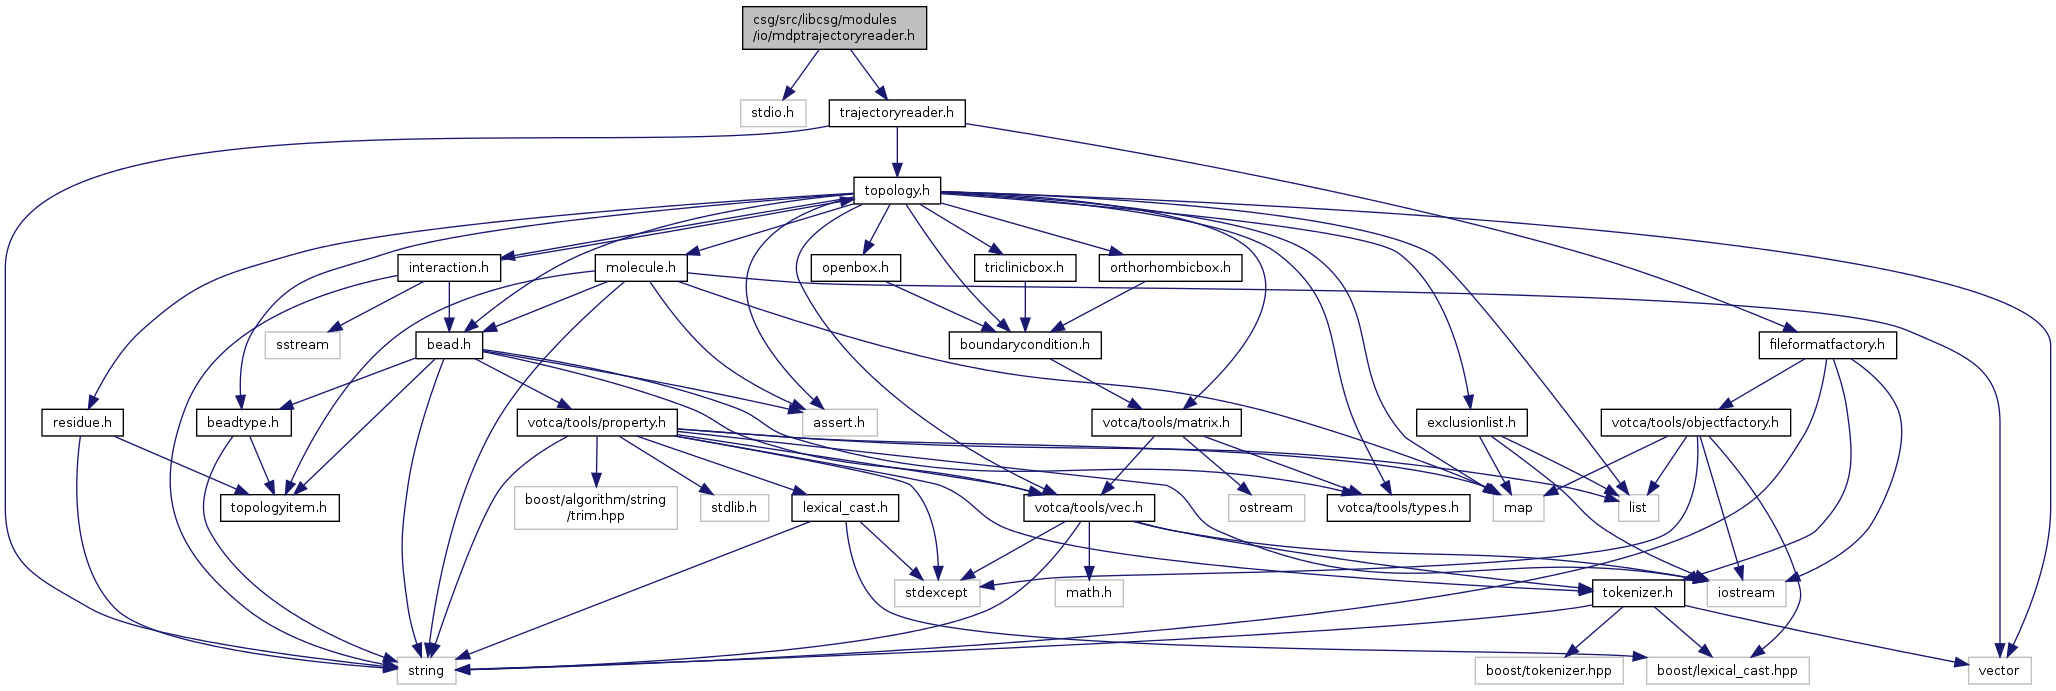 csg/src/libcsg/modules
/io/mdptrajectoryreader.h
stdio.h
trajectoryreader.h
topology.h
interaction.h
molecule.h
openbox.h
triclinicbox.h
orthorhombicbox.h
sstream
bead.h
boundarycondition.h
fileformatfactory.h
residue.h
beadtype.h
votca/tools/property.h
assert.h
votca/tools/matrix.h
exclusionlist.h
votca/tools/objectfactory.h
topologyitem.h
boost/algorithm/string
/trim.hpp
stdlib.h
lexical_cast.h
votca/tools/vec.h
ostream
votca/tools/types.h
map
list
stdexcept
math.h
tokenizer.h
iostream
string
boost/tokenizer.hpp
boost/lexical_cast.hpp
vector